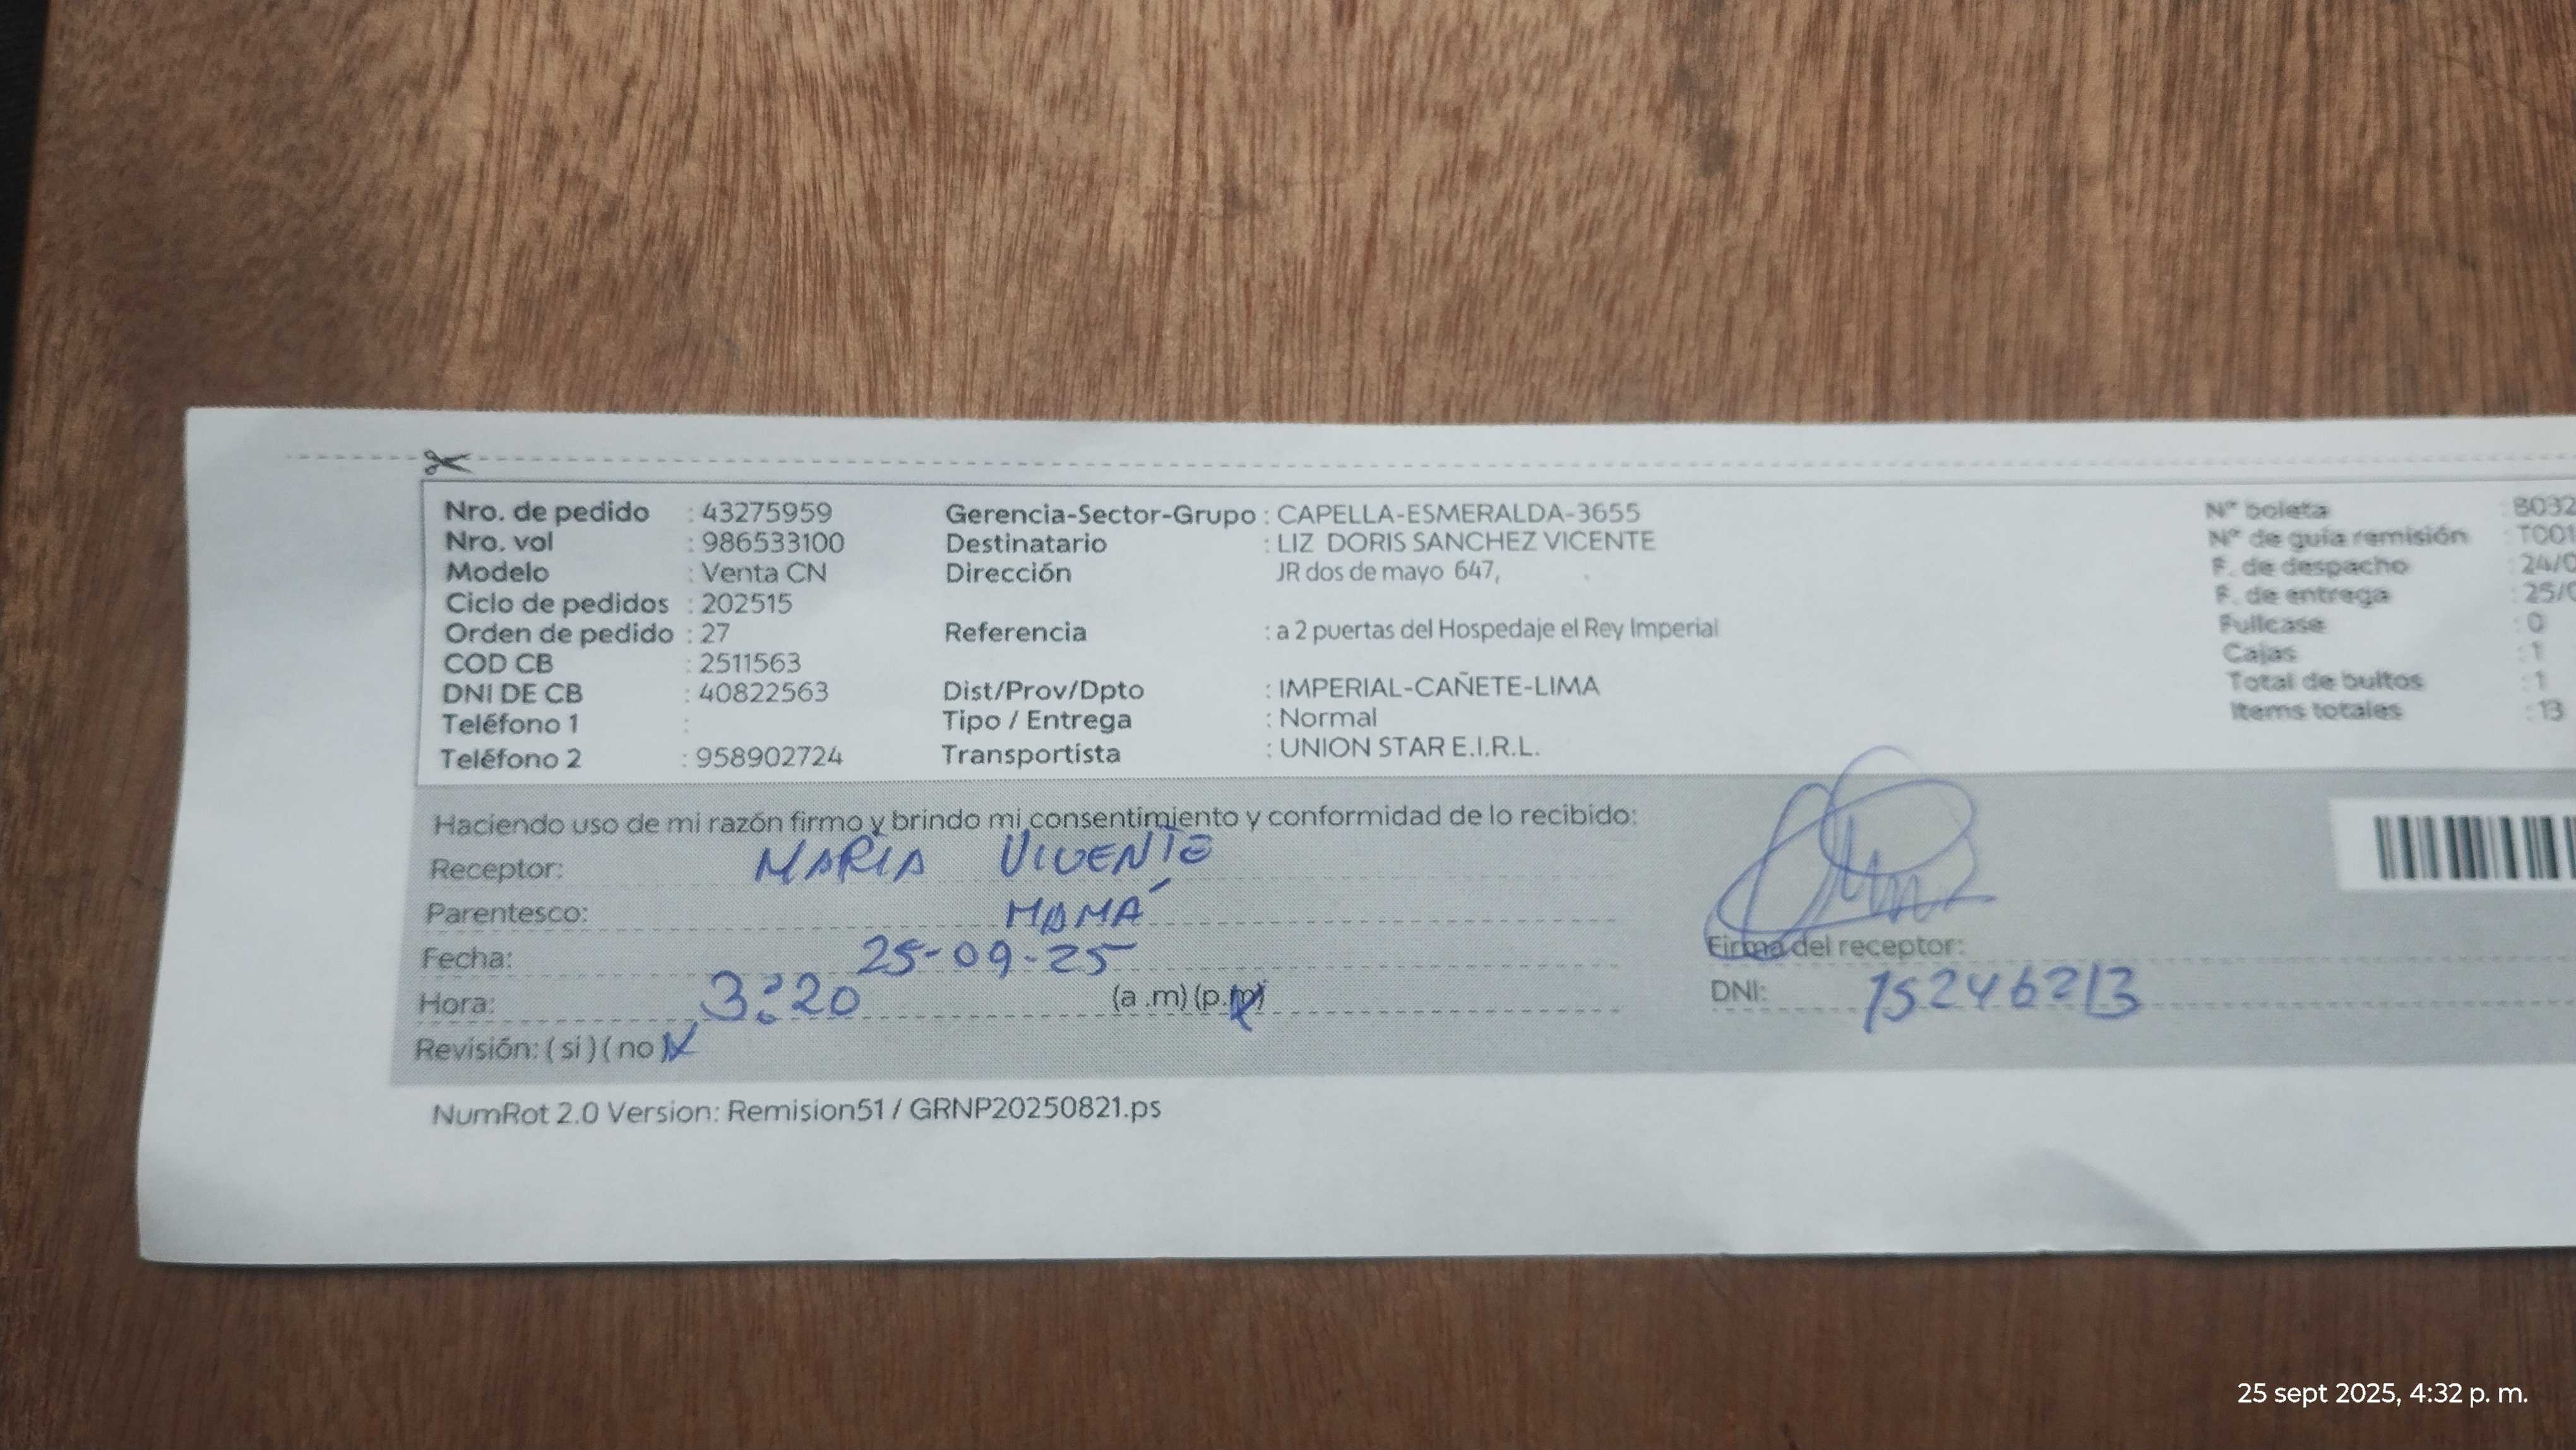 Nro. de pedido : 43275959 Gerencia-Sector-Grupo : CAPELLA-ESMERALDA-3655 N° boleta : B032
Nro. vol : 986533100 Destinatario : LIZ DORIS SANCHEZ VICENTE N° de guía remisión : T001
Modelo : Venta CN Dirección JR dos de mayo 647, F. de despacho : 24/0
Ciclo de pedidos : 202515 F. de entrega : 25/0
Orden de pedido : 27 Referencia : a 2 puertas del Hospedaje el Rey Imperial Fullcase : 0
COD CB : 2511563 Cajas : 1
DNI DE CB : 40822563 Dist/Prov/Dpto : IMPERIAL-CAÑETE-LIMA Total de bultos : 1
Teléfono 1 : Tipo / Entrega : Normal Items totales : 13
Teléfono 2 : 958902724 Transportista : UNION STAR E.I.R.L.
Haciendo uso de mi razón firmo y brindo mi consentimiento y conformidad de lo recibido:
Receptor: MARIA VICENTE
Parentesco: MAMÁ
Fecha: 25-09-25 Firma del receptor:
Hora: 3:20 (a .m) (p.m) DNI: 15246213
Revisión: ( si ) ( no )
NumRot 2.0 Version: Remision51 / GRNP20250821.ps
25 sept 2025, 4:32 p. m.